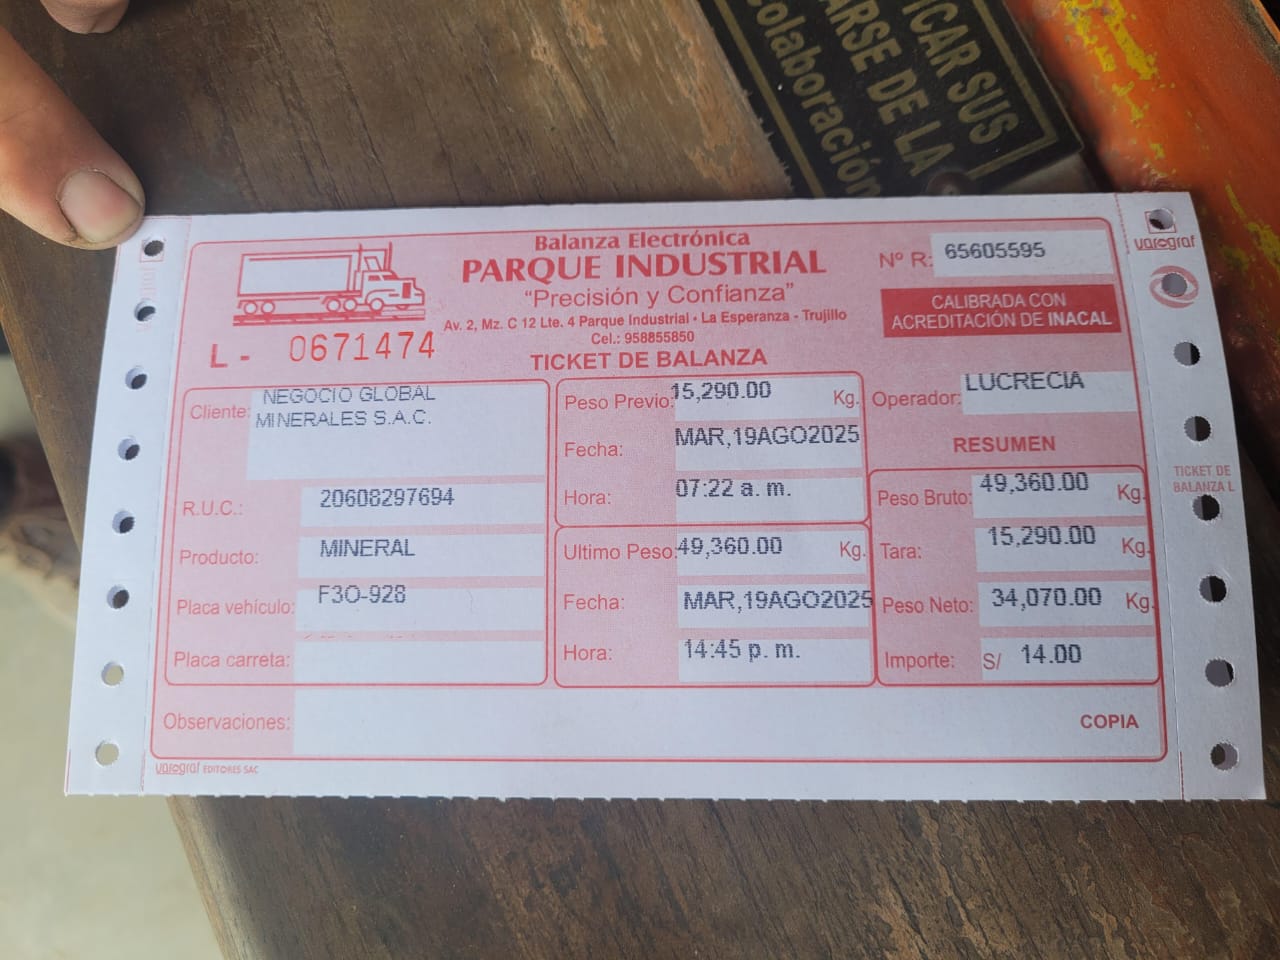 ICAR SUS
ARSE DE LA
colaboración
Balanza Electrónica
PARQUE INDUSTRIAL
"Precisión y Confianza"
Av. 2, Mz. C 12 Lte. 4 Parque Industrial - La Esperanza - Trujillo
Cel.: 958855850
TICKET DE BALANZA
L - 0671474
Nº R: 65605595
CALIBRADA CON
ACREDITACIÓN DE INACAL
varograf
Cliente: NEGOCIO GLOBAL
MINERALES S.A.C.
R.U.C.: 20608297694
Producto: MINERAL
Placa vehículo: F3O-928
Placa carreta:
Peso Previo: 15,290.00 Kg.
Fecha: MAR,19AGO2025
Hora: 07:22 a. m.
Ultimo Peso: 49,360.00 Kg.
Fecha: MAR,19AGO2025
Hora: 14:45 p. m.
Operador: LUCRECIA
RESUMEN
Peso Bruto: 49,360.00 Kg.
Tara: 15,290.00 Kg.
Peso Neto: 34,070.00 Kg.
Importe: S/ 14.00
TICKET DE
BALANZA L
Observaciones:
COPIA
varograf EDITORES SAC